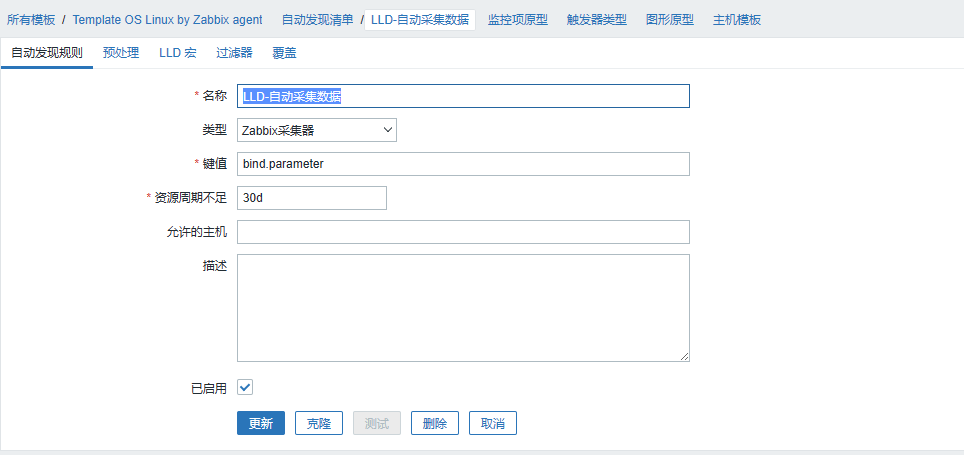 所有模板 / Template OS Linux by Zabbix agent 自动发现清单 / LLD-自动采集数据 监控项原型 触发器类型 图形原型 主机模板
自动发现规则 预处理 LLD 宏 过滤器 覆盖
* 名称 LLD-自动采集数据
类型 Zabbix采集器
* 键值 bind.parameter
* 资源周期不足 30d
允许的主机
描述
已启用
更新 克隆 测试 删除 取消